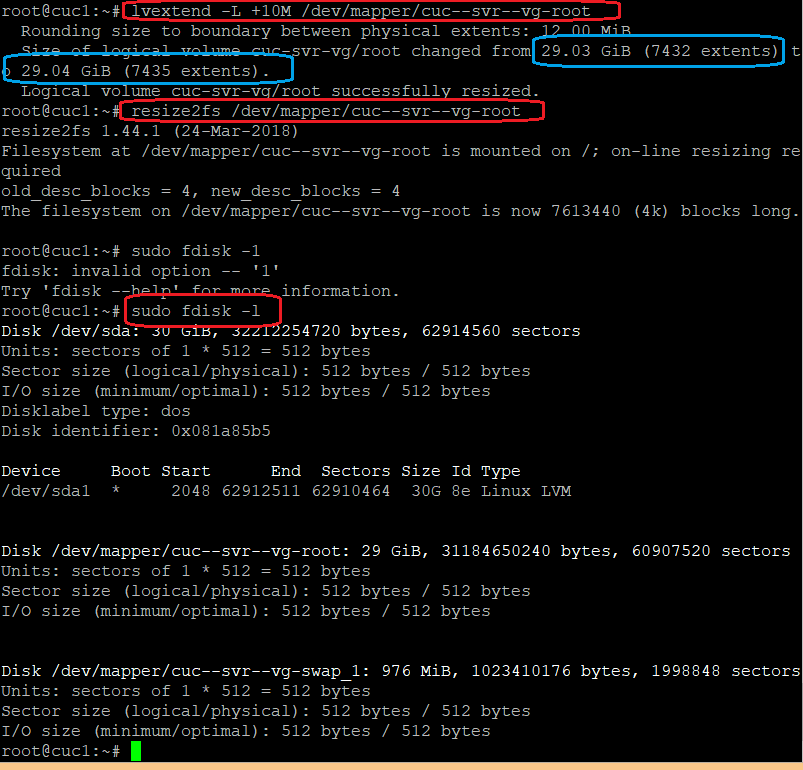 root@cuc1:~# lvextend -L +10M /dev/mapper/cuc--svr--vg-root
  Rounding size to boundary between physical extents: 12.00 MiB
  Size of logical volume cuc-svr-vg/root changed from 29.03 GiB (7432 extents) t
o 29.04 GiB (7435 extents).
  Logical volume cuc-svr-vg/root successfully resized.
root@cuc1:~# resize2fs /dev/mapper/cuc--svr--vg-root
resize2fs 1.44.1 (24-Mar-2018)
Filesystem at /dev/mapper/cuc--svr--vg-root is mounted on /; on-line resizing re
quired
old_desc_blocks = 4, new_desc_blocks = 4
The filesystem on /dev/mapper/cuc--svr--vg-root is now 7613440 (4k) blocks long.
root@cuc1:~# sudo fdisk -1
fdisk: invalid option -- '1'
Try 'fdisk --help' for more information.
root@cuc1:~# sudo fdisk -l
Disk /dev/sda: 30 GiB, 32212254720 bytes, 62914560 sectors
Units: sectors of 1 * 512 = 512 bytes
Sector size (logical/physical): 512 bytes / 512 bytes
I/O size (minimum/optimal): 512 bytes / 512 bytes
Disklabel type: dos
Disk identifier: 0x081a85b5
Device     Boot Start      End  Sectors Size Id Type
/dev/sda1  *     2048 62912511 62910464  30G 8e Linux LVM
Disk /dev/mapper/cuc--svr--vg-root: 29 GiB, 31184650240 bytes, 60907520 sectors
Units: sectors of 1 * 512 = 512 bytes
Sector size (logical/physical): 512 bytes / 512 bytes
I/O size (minimum/optimal): 512 bytes / 512 bytes
Disk /dev/mapper/cuc--svr--vg-swap_1: 976 MiB, 1023410176 bytes, 1998848 sectors
Units: sectors of 1 * 512 = 512 bytes
Sector size (logical/physical): 512 bytes / 512 bytes
I/O size (minimum/optimal): 512 bytes / 512 bytes
root@cuc1:~#